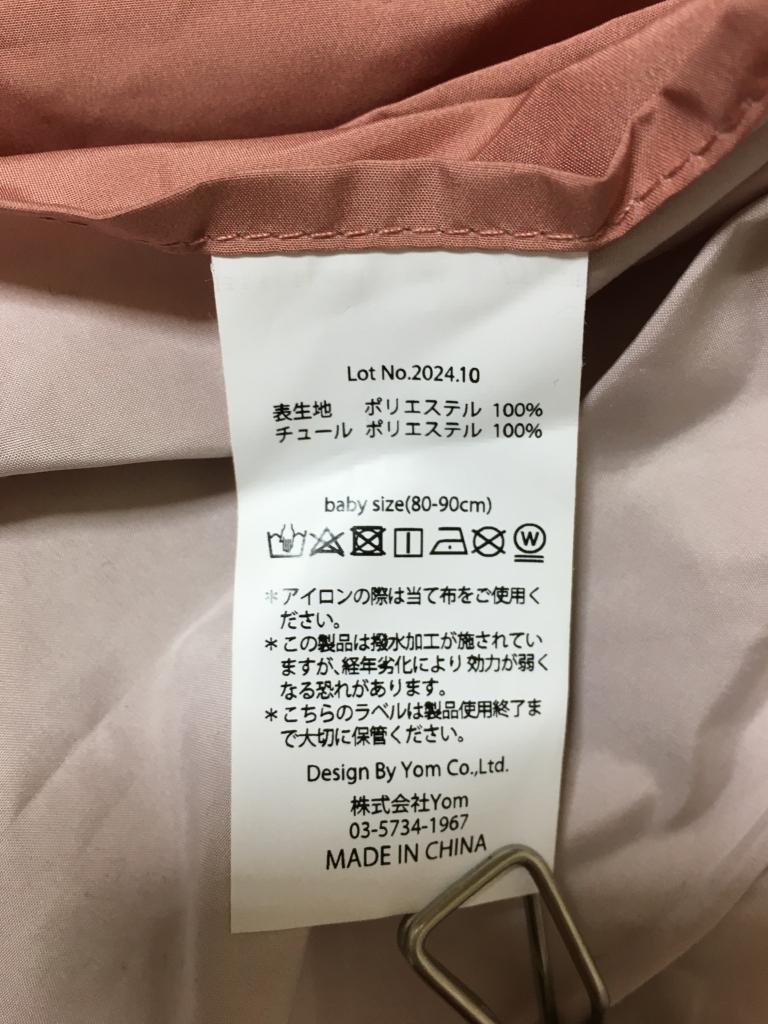 Lot No.2024.10
表生地 ポリエステル 100%
チュール ポリエステル 100%
baby size(80-90cm)
W
＊アイロンの際は当て布をご使用く
ださい。
＊この製品は撥水加工が施されてい
ますが、経年劣化により効力が弱く
なる恐れがあります。
＊こちらのラベルは製品使用終了ま
で大切に保管ください。
Design By Yom Co.,Ltd.
株式会社Yom
03-5734-1967
MADE IN CHINA